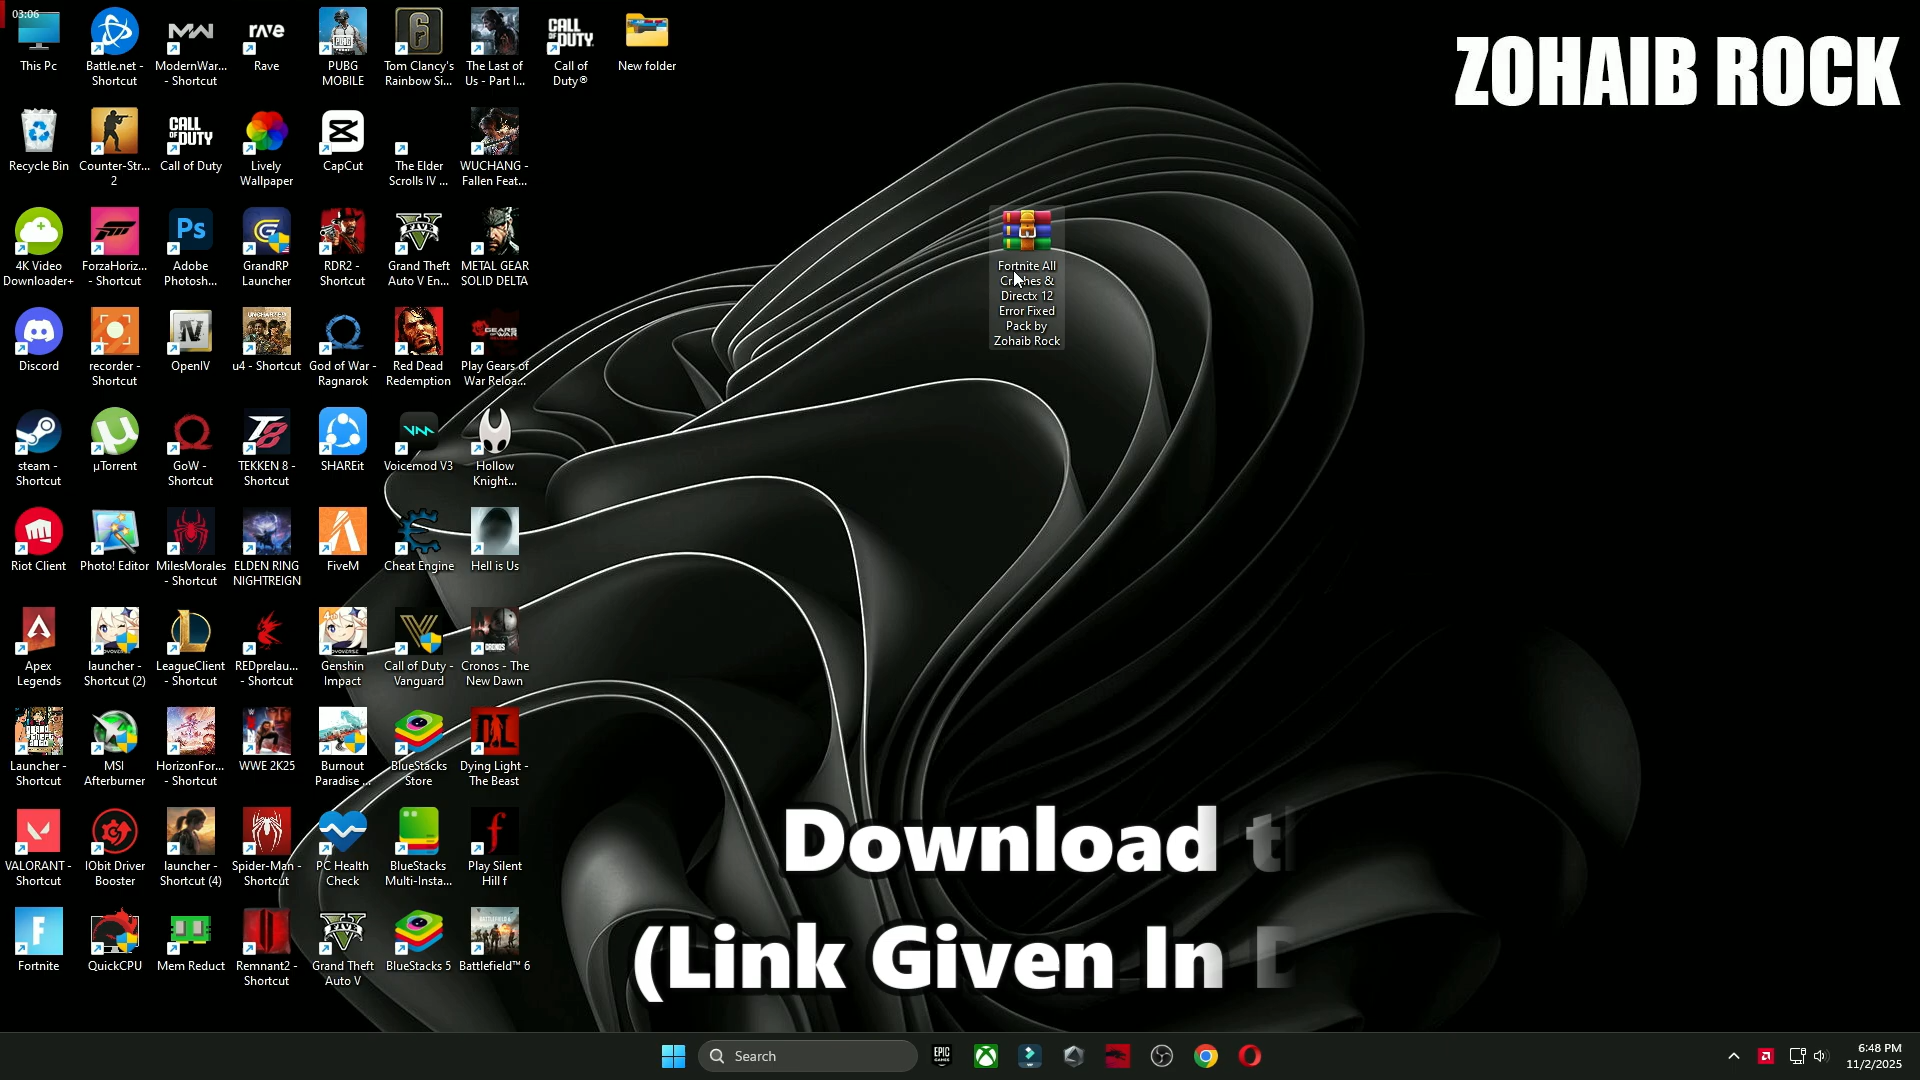 03:06
ZOHAIB ROCK
This Pc
Battle.net -
Shortcut
ModernWar...
- Shortcut
Rave
PUBG
MOBILE
Tom Clancy's
Rainbow Si...
The Last of
Us - Part I...
Call of
Duty®
New folder
Recycle Bin
Counter-Str...
2
Call of Duty
Lively
Wallpaper
CapCut
The Elder
Scrolls IV ...
WUCHANG -
Fallen Feat...
4K Video
Downloader+
ForzaHoriz...
- Shortcut
Adobe
Photosh...
GrandRP
Launcher
RDR2 -
Shortcut
Grand Theft
Auto V En...
METAL GEAR
SOLID DELTA
Fortnite All
Crashes &
Directx 12
Error Fixed
Pack by
Zohaib Rock
Discord
recorder -
Shortcut
OpenIV
u4 - Shortcut
God of War -
Ragnarok
Red Dead
Redemption
Play Gears of
War Reloa...
steam -
Shortcut
µTorrent
GoW -
Shortcut
TEKKEN 8 -
Shortcut
SHAREit
Voicemod V3
Hollow
Knight...
Riot Client
Photo! Editor
MilesMorales
- Shortcut
ELDEN RING
NIGHTREIGN
FiveM
Cheat Engine
Hell is Us
Apex
Legends
launcher -
Shortcut (2)
LeagueClient
- Shortcut
REDprelau...
- Shortcut
Genshin
Impact
Call of Duty -
Vanguard
Cronos - The
New Dawn
Launcher -
Shortcut
MSI
Afterburner
HorizonFor...
- Shortcut
WWE 2K25
Burnout
Paradise ...
BlueStacks
Store
Dying Light -
The Beast
VALORANT -
Shortcut
IObit Driver
Booster
launcher -
Shortcut (4)
Spider-Man -
Shortcut
PC Health
Check
BlueStacks
Multi-Insta...
Play Silent
Hill f
Fortnite
QuickCPU
Mem Reduct
Remnant2 -
Shortcut
Grand Theft
Auto V
BlueStacks 5
Battlefield™ 6
Download t
(Link Given In D
Search
6:48 PM
11/2/2025